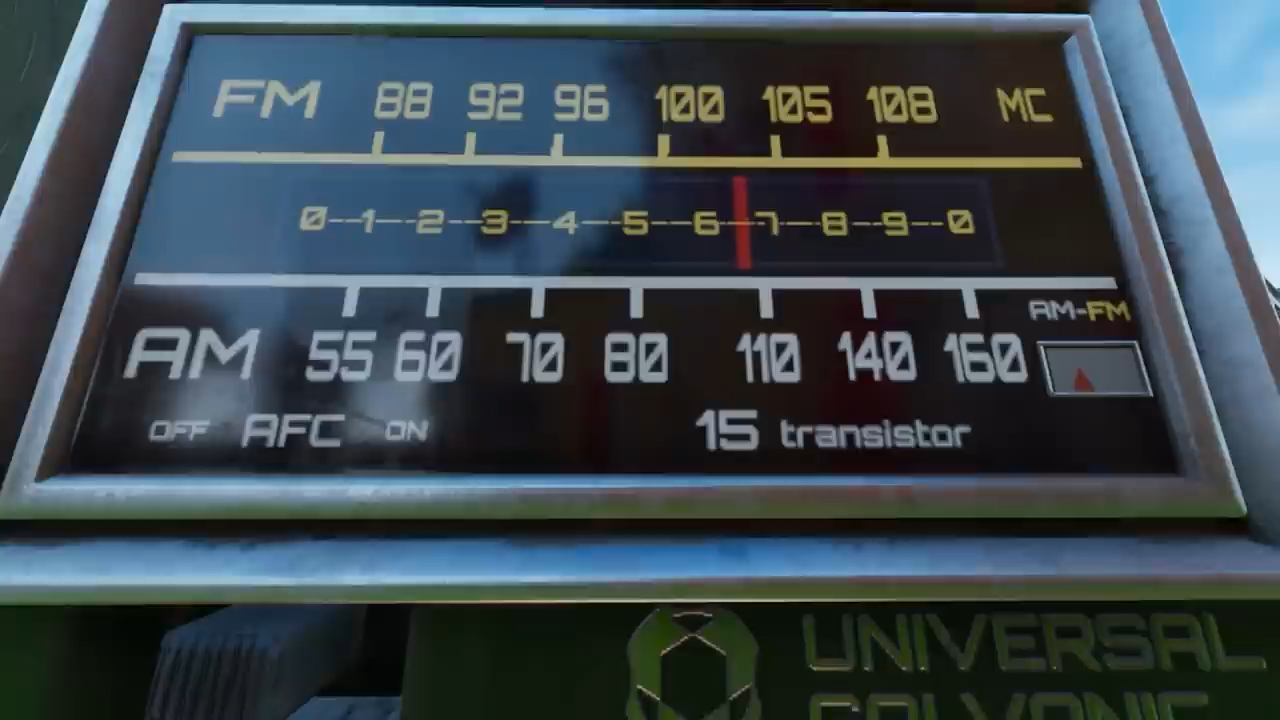 FM 88 92 96 100 105 108 MC
0--1--2--3--4--5--6--7--8--9--0
AM-FM
AM 55 60 70 80 110 140 160
OFF AFC ON 15 transistor
UNIVERSAL